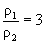 ρ₁/ρ₂ = 3